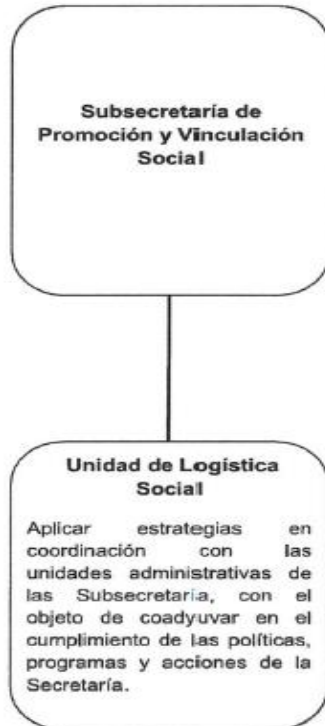 Subsecretaría de
Promoción y Vinculación
Social
Unidad de Logística
Social
Aplicar estrategias en
coordinación con las
unidades administrativas de
las Subsecretaría, con el
objeto de coadyuvar en el
cumplimiento de las políticas,
programas y acciones de la
Secretaría.